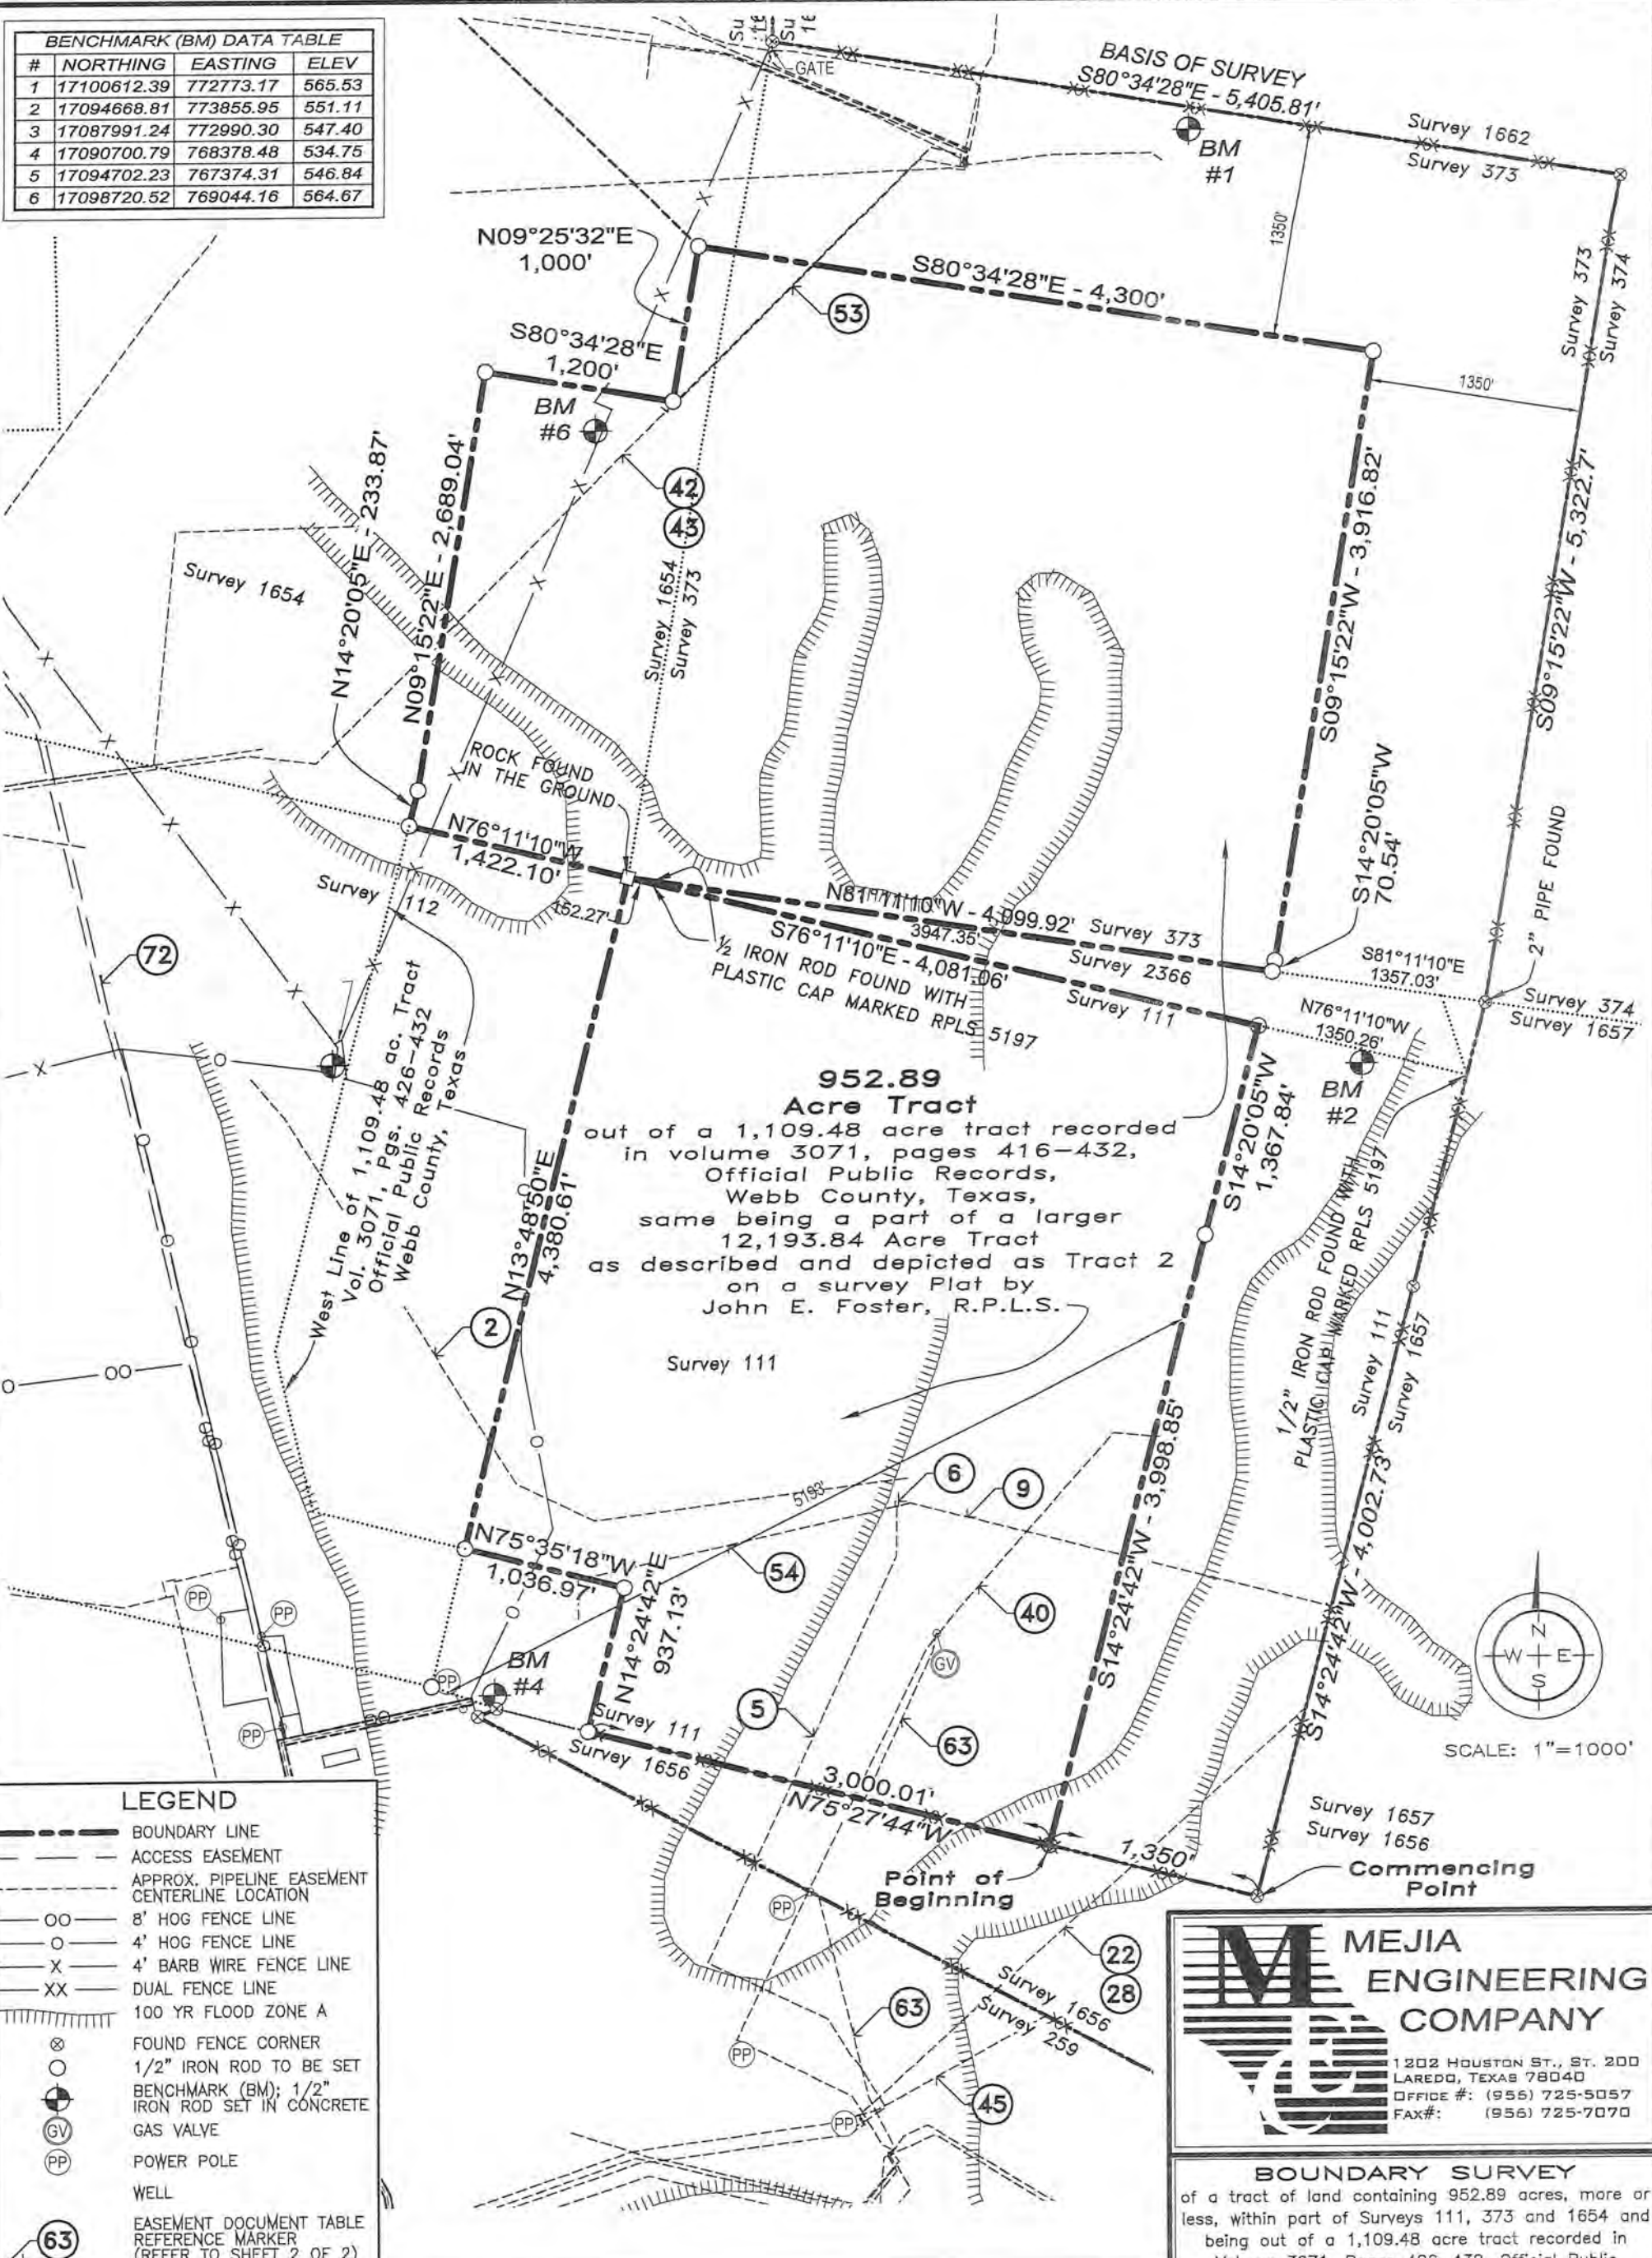 BENCHMARK (BM) DATA TABLE
# NORTHING EASTING ELEV
1 17100612.39 772773.17 565.53
2 17094668.81 773855.95 551.11
3 17087991.24 772990.30 547.40
4 17090700.79 768378.48 534.75
5 17094702.23 767374.31 546.84
6 17098720.52 769044.16 564.67
Su
16
Su
16
GATE
BASIS OF SURVEY
S80°34'28"E - 5,405.81'
BM
#1
Survey 1662
Survey 373
1350'
N09°25'32"E
1,000'
S80°34'28"E - 4,300'
53
Survey 373
Survey 374
S80°34'28"E
1,200'
BM
#6
1350'
42
43
N14°20'05"E - 233.87'
N09°15'22"E - 2,689.04'
S09°15'22"W - 3,916.82'
S09°15'22"W - 5,322.7'
Survey 1654
Survey 1654
Survey 373
ROCK FOUND
IN THE GROUND
N76°11'10"W
1,422.10'
S14°20'05"W
70.54'
2" PIPE FOUND
Survey 112
152.27'
N81°11'10"W - 4,099.92'
Survey 373
3947.35'
Survey 2366
S76°11'10"E - 4,081.06'
Survey 111
½ IRON ROD FOUND WITH
PLASTIC CAP MARKED RPLS 5197
S81°11'10"E
1357.03'
N76°11'10"W
1350.26'
Survey 374
Survey 1657
72
BM
#2
West Line of 1,109.48 ac. Tract
Vol. 3071, Pgs. 426-432
Official Public Records
Webb County, Texas
952.89
Acre Tract
out of a 1,109.48 acre tract recorded
in volume 3071, pages 416-432,
Official Public Records,
Webb County, Texas,
same being a part of a larger
12,193.84 Acre Tract
as described and depicted as Tract 2
on a survey Plat by
John E. Foster, R.P.L.S.
S14°20'05"W
1,367.84'
N13°48'50"E
4,380.61'
1/2" IRON ROD FOUND WITH
PLASTIC CAP MARKED RPLS 5197
2
Survey 111
Survey 111
Survey 1657
S14°24'42"W - 3,998.85'
S14°24'42"W - 4,002.73'
6
9
5193'
N75°35'18"W
1,036.97'
54
40
N14°24'42"E
937.13'
PP
PP
PP
PP
GV
BM
#4
5
63
N
W E
S
SCALE: 1"=1000'
Survey 111
Survey 1656
3,000.01'
N75°27'44"W
1,350'
Survey 1657
Survey 1656
Point of
Beginning
Commencing
Point
PP
22
28
63
Survey 1656
Survey 259
PP
45
PP
LEGEND
BOUNDARY LINE
ACCESS EASEMENT
APPROX. PIPELINE EASEMENT
CENTERLINE LOCATION
OO 8' HOG FENCE LINE
O 4' HOG FENCE LINE
X 4' BARB WIRE FENCE LINE
XX DUAL FENCE LINE
100 YR FLOOD ZONE A
FOUND FENCE CORNER
1/2" IRON ROD TO BE SET
BENCHMARK (BM); 1/2"
IRON ROD SET IN CONCRETE
GV GAS VALVE
PP POWER POLE
WELL
63 EASEMENT DOCUMENT TABLE
REFERENCE MARKER
(REFER TO SHEET 2 OF 2)
MEJIA
ENGINEERING
COMPANY
1202 HOUSTON ST., ST. 200
LAREDO, TEXAS 78040
OFFICE #: (956) 725-5057
FAX#: (956) 725-7070
BOUNDARY SURVEY
of a tract of land containing 952.89 acres, more or
less, within part of Surveys 111, 373 and 1654 and
being out of a 1,109.48 acre tract recorded in